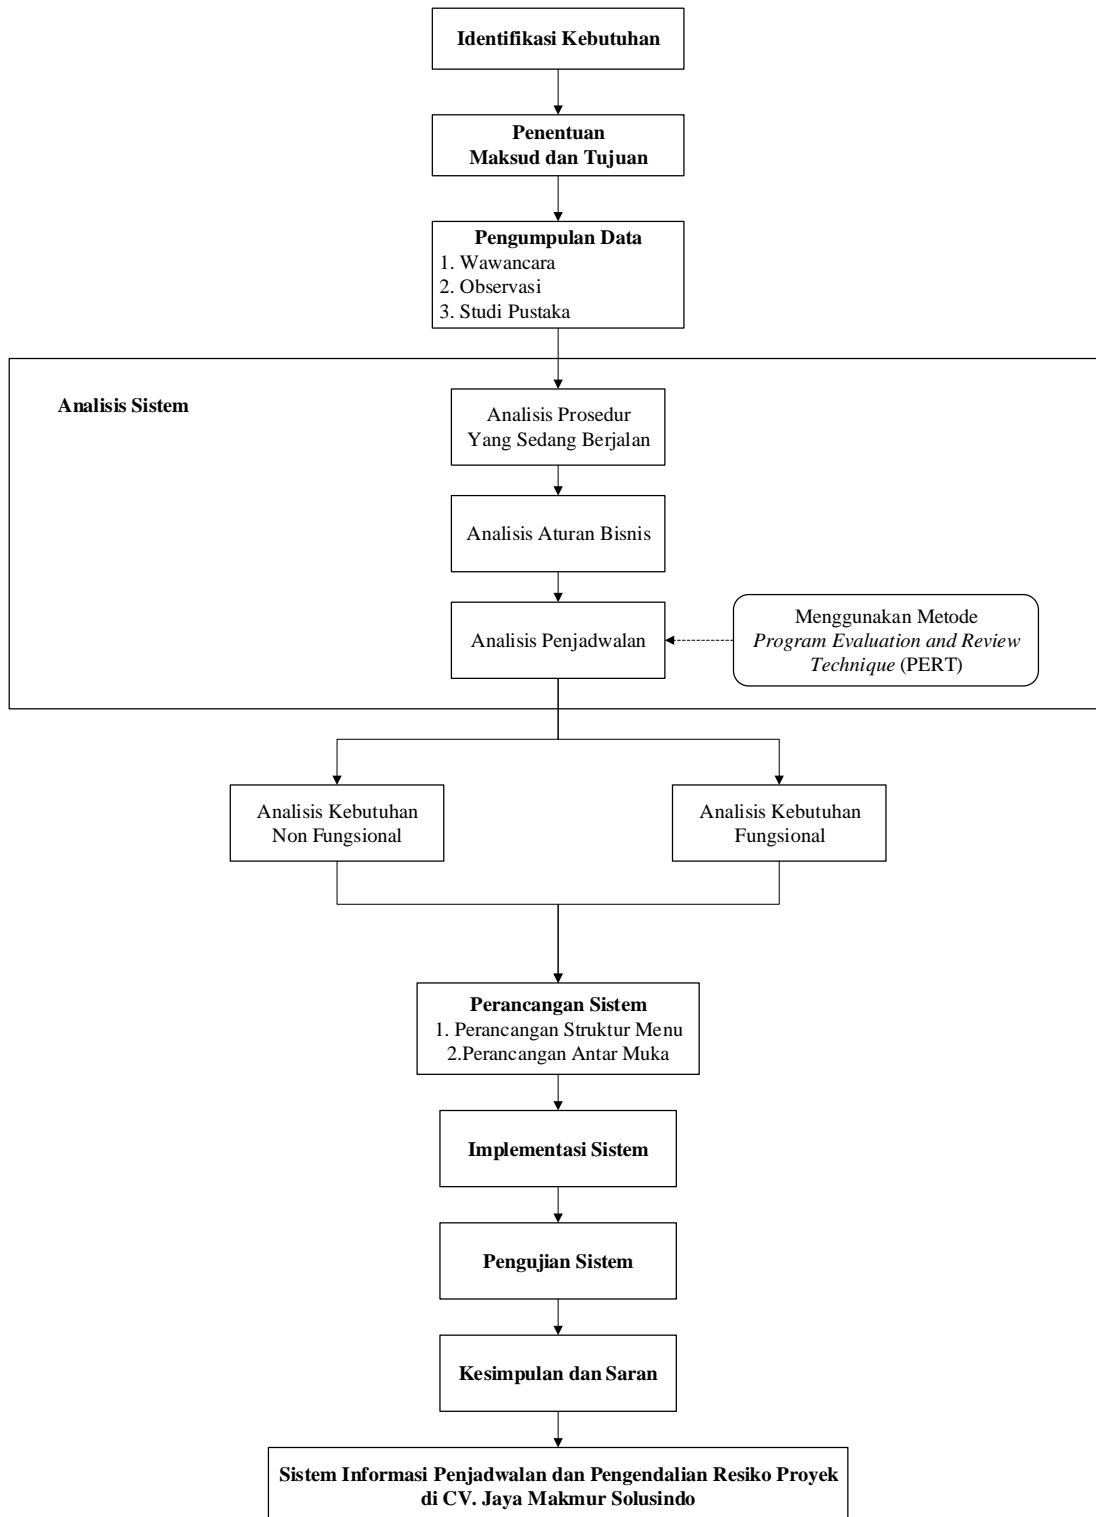 Identifikasi Kebutuhan
Penentuan
Maksud dan Tujuan
Pengumpulan Data
1. Wawancara
2. Observasi
3. Studi Pustaka
Analisis Sistem
Analisis Prosedur
Yang Sedang Berjalan
Analisis Aturan Bisnis
Analisis Penjadwalan
Menggunakan Metode
Program Evaluation and Review
Technique (PERT)
Analisis Kebutuhan
Non Fungsional
Analisis Kebutuhan
Fungsional
Perancangan Sistem
1. Perancangan Struktur Menu
2.Perancangan Antar Muka
Implementasi Sistem
Pengujian Sistem
Kesimpulan dan Saran
Sistem Informasi Penjadwalan dan Pengendalian Resiko Proyek
di CV. Jaya Makmur Solusindo